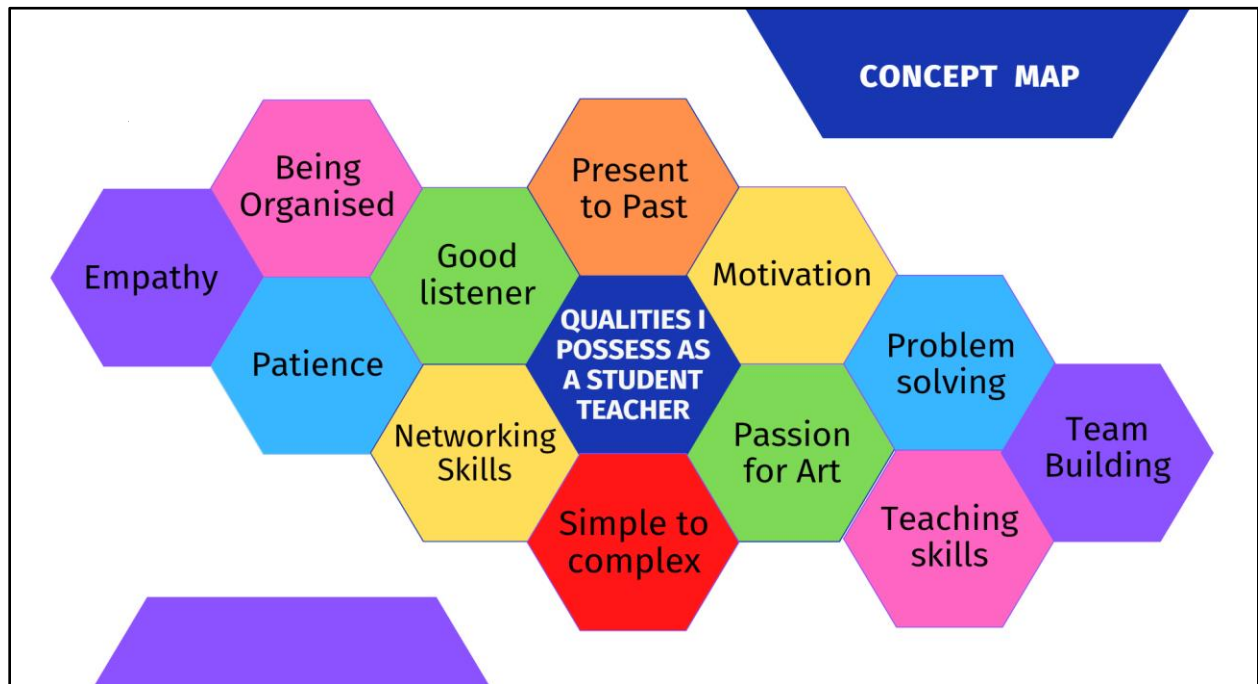 CONCEPT MAP
Being
Organised
Present
to Past
Empathy
Good
listener
Motivation
Patience
QUALITIES I
POSSESS AS
A STUDENT
TEACHER
Problem
solving
Networking
Skills
Passion
for Art
Team
Building
Simple to
complex
Teaching
skills